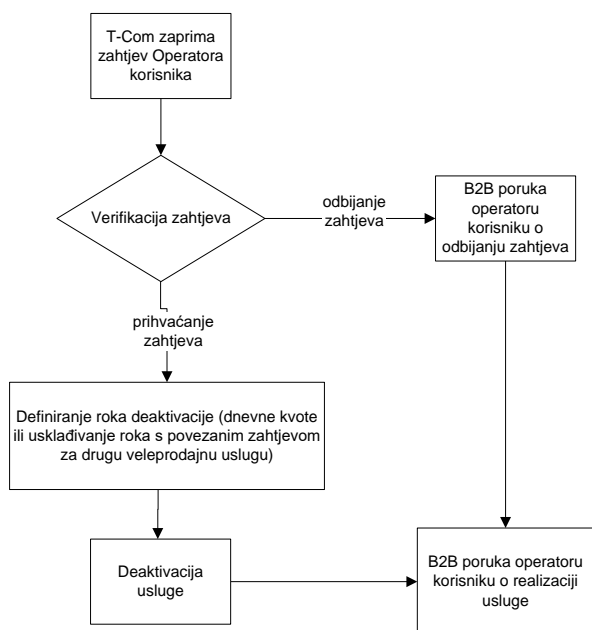 T-Com zaprima
zahtjev Operatora
korisnika
Verifikacija zahtjeva
odbijanje
zahtjeva
B2B poruka
operatoru
korisniku o
odbijanju zahtjeva
prihvaćanje
zahtjeva
Definiranje roka deaktivacije (dnevne kvote
ili usklađivanje roka s povezanim zahtjevom
za drugu veleprodajnu uslugu)
Deaktivacija
usluge
B2B poruka operatoru
korisniku o realizaciji
usluge